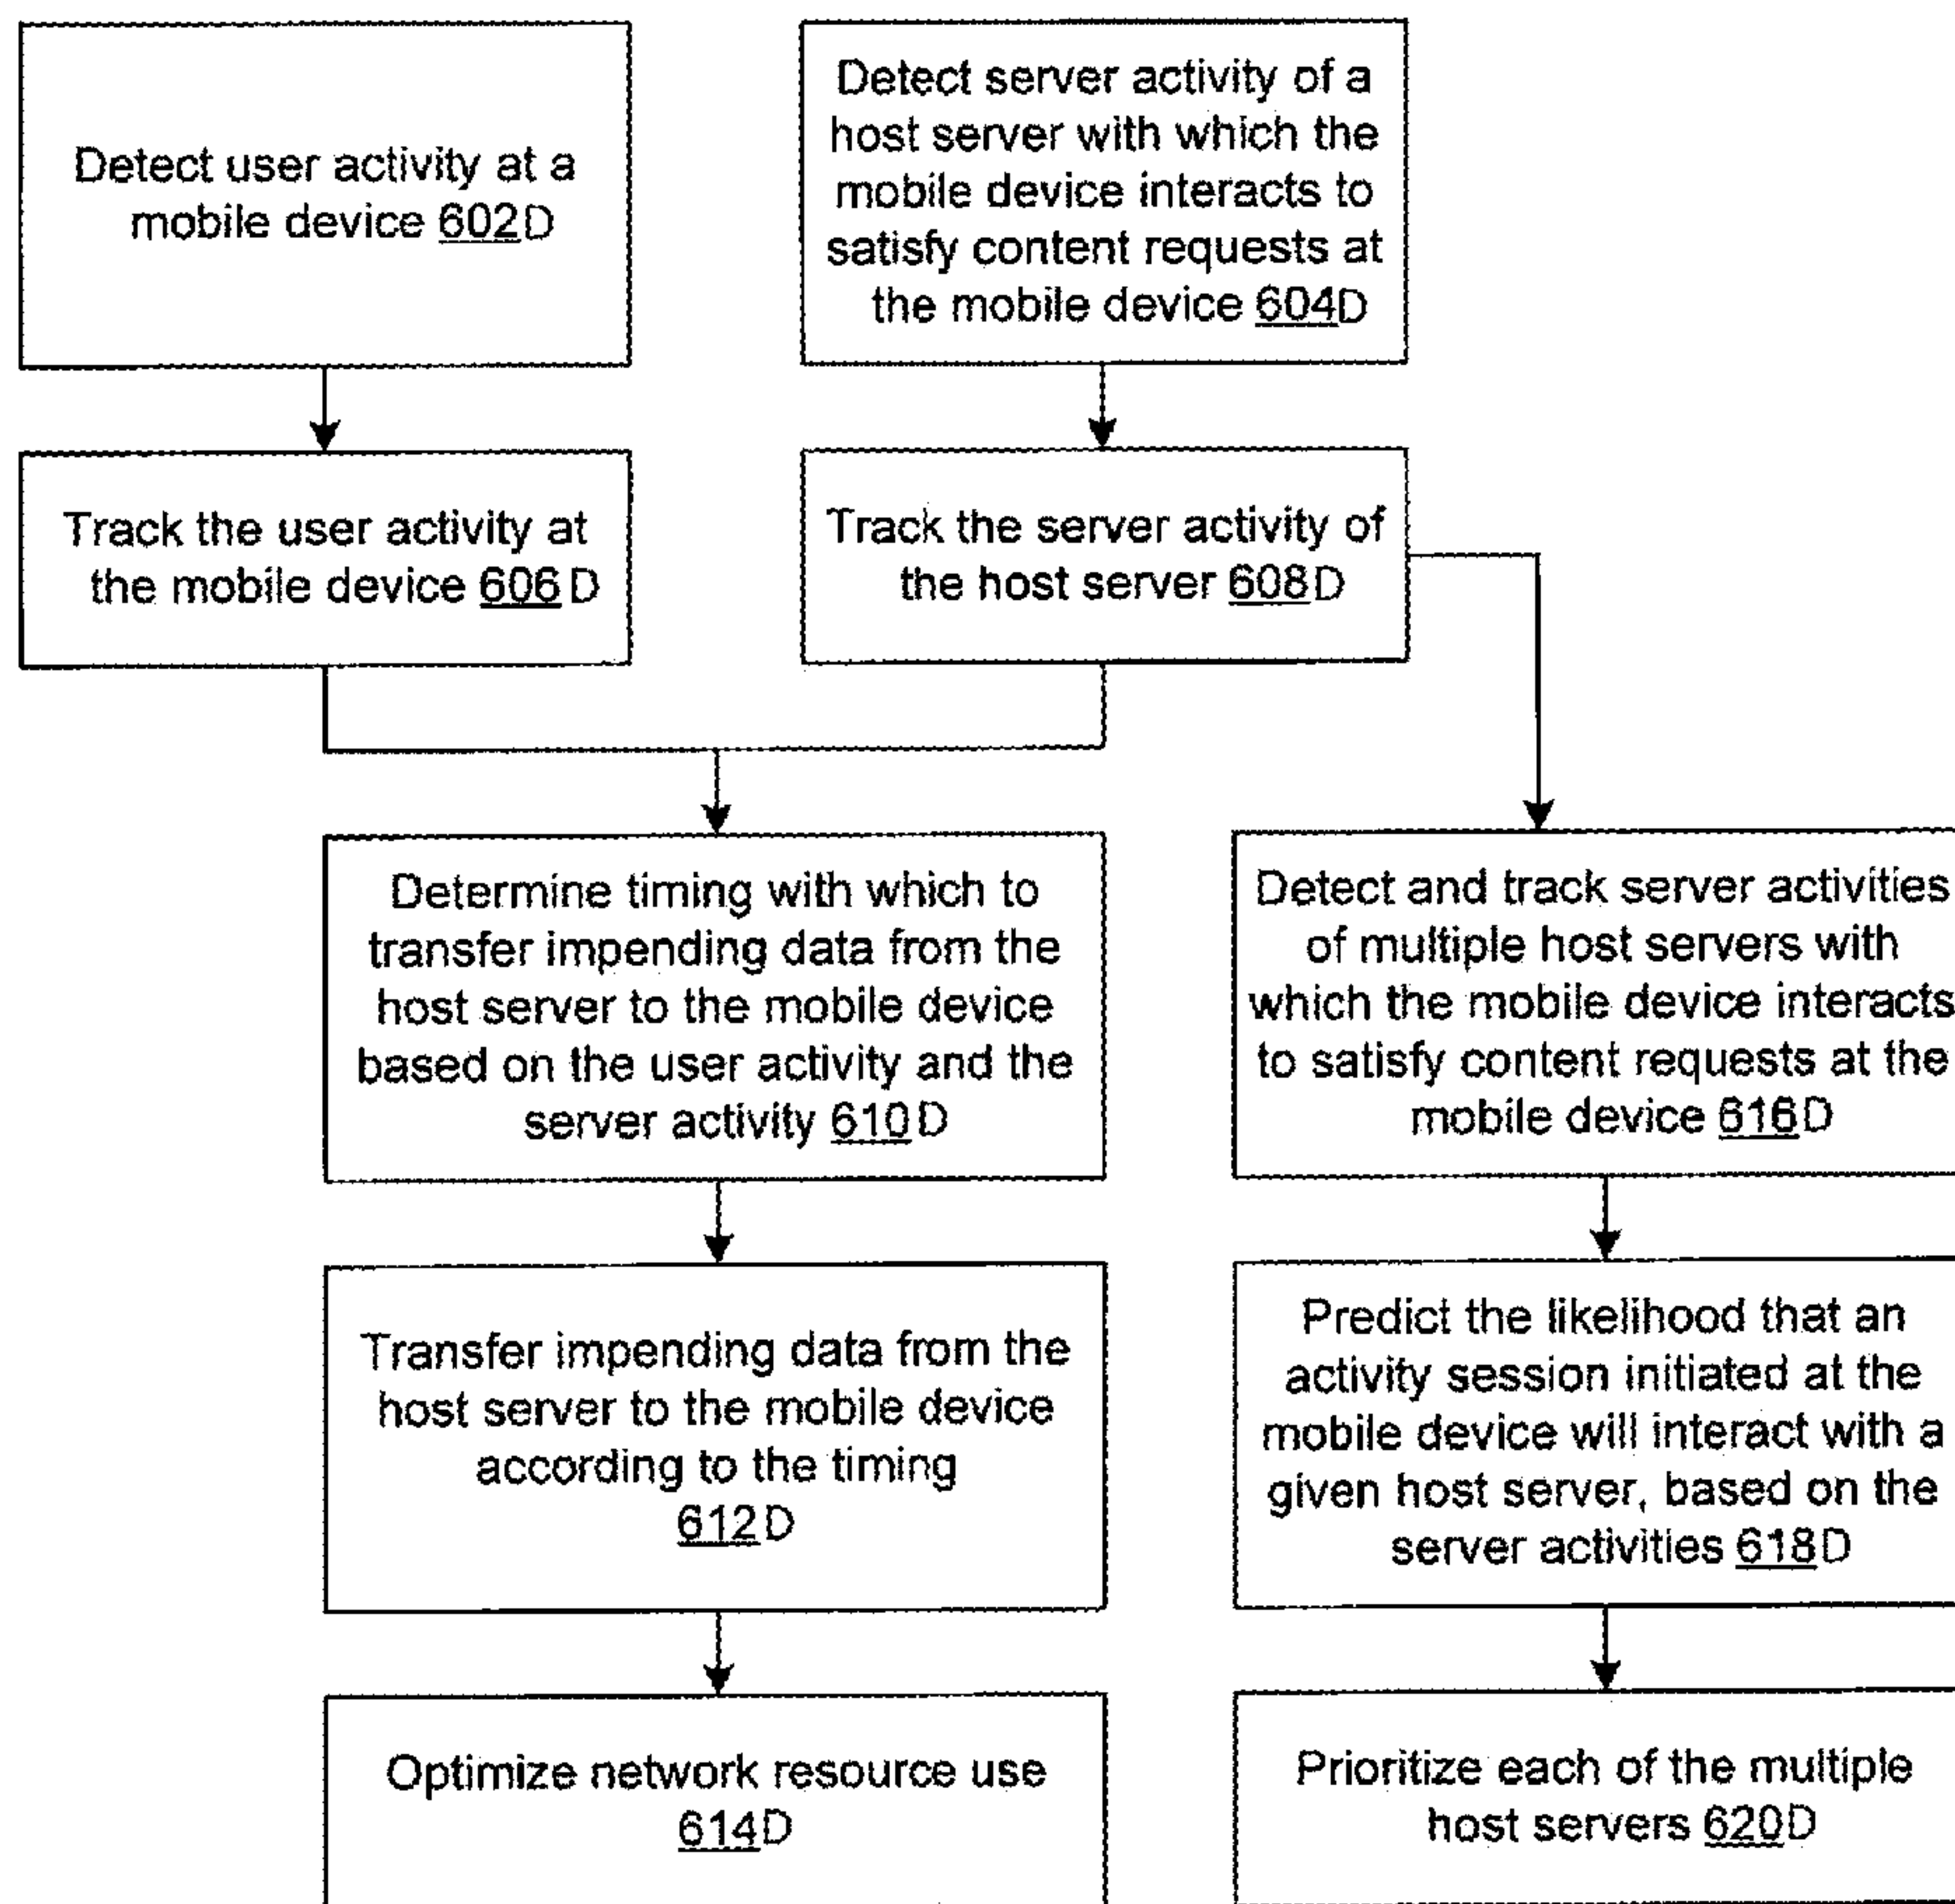 Detect user activity at a
mobile device 602D
Detect server activity of a
host server with which the
mobile device interacts to
satisfy content requests at
the mobile device 604D
Track the user activity at
the mobile device 606D
Track the server activity of
the host server 608D
Determine timing with which to
transfer impending data from the
host server to the mobile device
based on the user activity and the
server activity 610D
Detect and track server activities
of multiple host servers with
which the mobile device interacts
to satisfy content requests at the
mobile device 616D
Transfer impending data from the
host server to the mobile device
according to the timing
612D
Predict the likelihood that an
activity session initiated at the
mobile device will interact with a
given host server, based on the
server activities 618D
Optimize network resource use
614D
Prioritize each of the multiple
host servers 620D